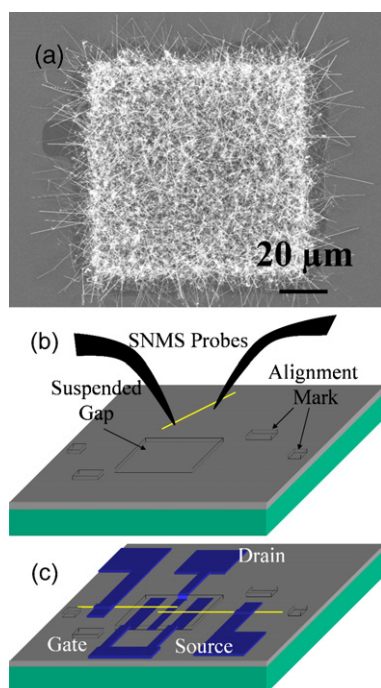 (a)
20 µm
(b)
SNMS Probes
Suspended
Gap
Alignment
Mark
(c)
Drain
Gate
Source